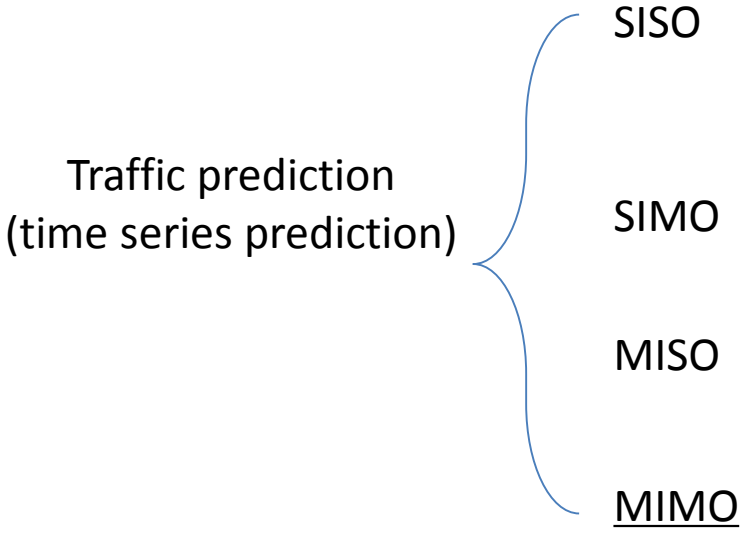 SISO
Traffic prediction
(time series prediction)
SIMO
MISO
MIMO